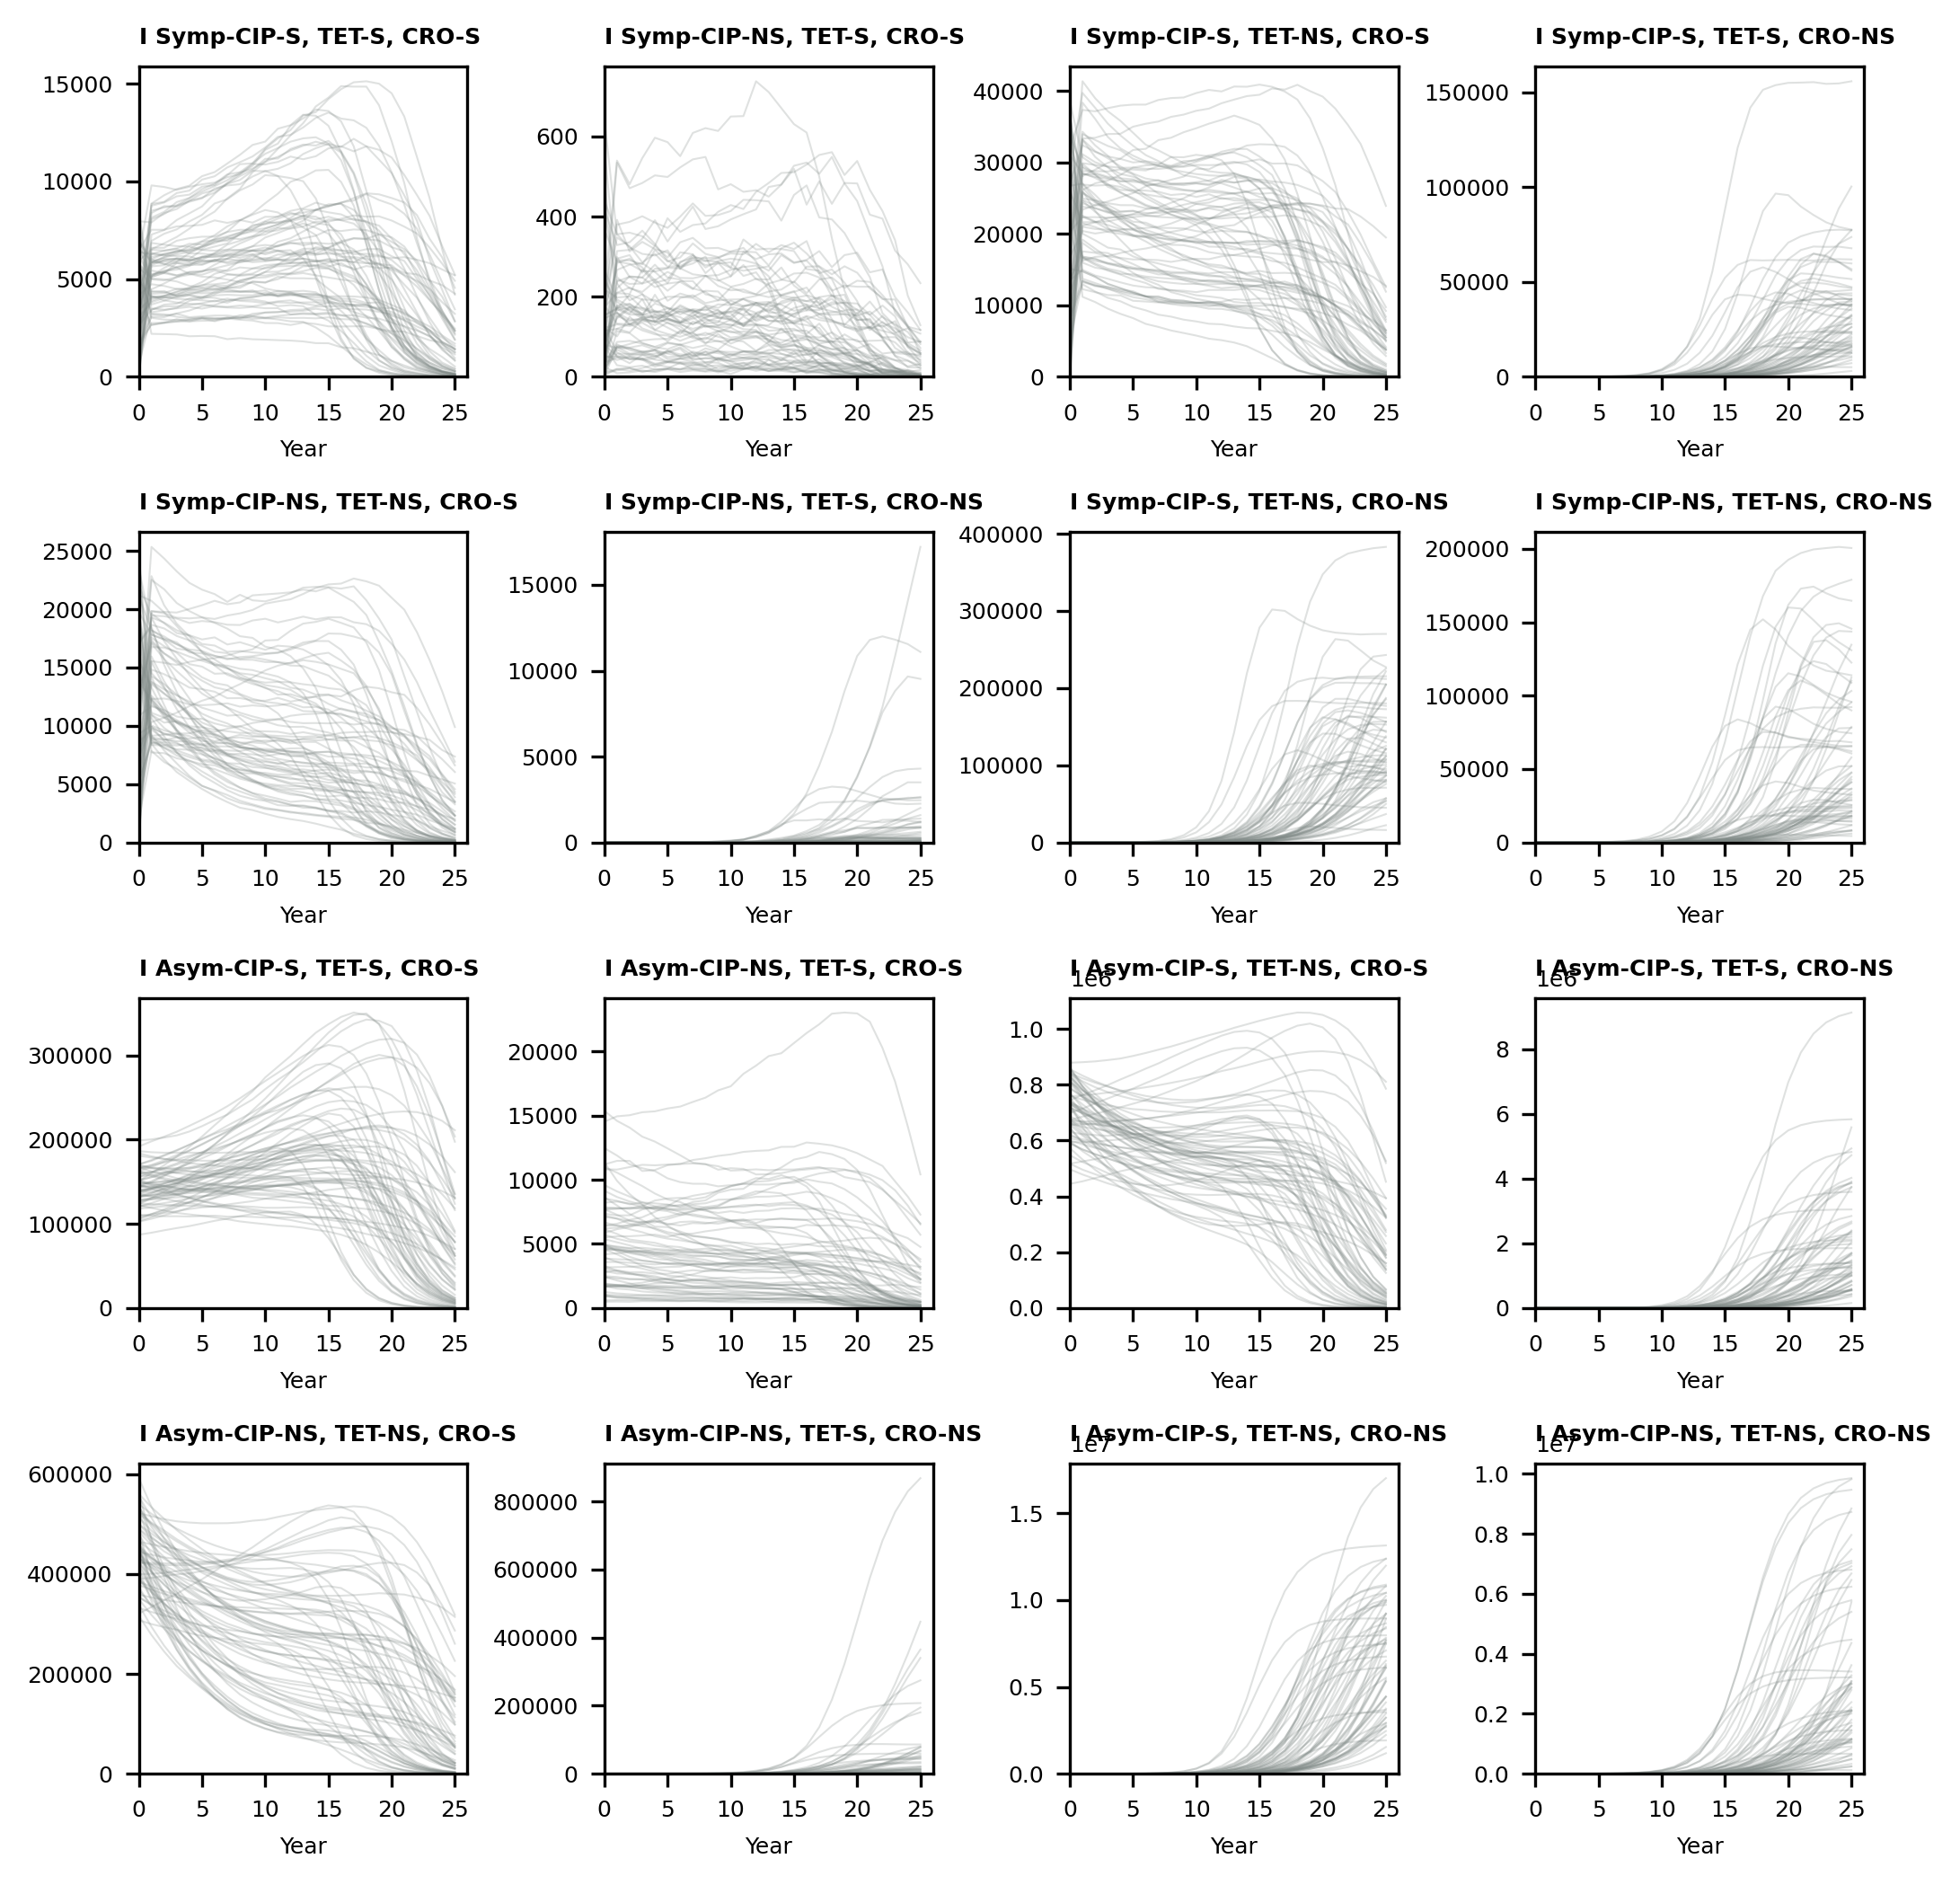 I Symp-CIP-S, TET-S, CRO-S
15000
10000
5000
0
0 5 10 15 20 25
Year
I Symp-CIP-NS, TET-S, CRO-S
600
400
200
0
0 5 10 15 20 25
Year
I Symp-CIP-S, TET-NS, CRO-S
40000
30000
20000
10000
0
0 5 10 15 20 25
Year
I Symp-CIP-S, TET-S, CRO-NS
150000
100000
50000
0
0 5 10 15 20 25
Year
I Symp-CIP-NS, TET-NS, CRO-S
25000
20000
15000
10000
5000
0
0 5 10 15 20 25
Year
I Symp-CIP-NS, TET-S, CRO-NS
15000
10000
5000
0
0 5 10 15 20 25
Year
I Symp-CIP-S, TET-NS, CRO-NS
400000
300000
200000
100000
0
0 5 10 15 20 25
Year
I Symp-CIP-NS, TET-NS, CRO-NS
200000
150000
100000
50000
0
0 5 10 15 20 25
Year
I Asym-CIP-S, TET-S, CRO-S
300000
200000
100000
0
0 5 10 15 20 25
Year
I Asym-CIP-NS, TET-S, CRO-S
20000
15000
10000
5000
0
0 5 10 15 20 25
Year
I Asym-CIP-S, TET-NS, CRO-S
1e6
1.0
0.8
0.6
0.4
0.2
0.0
0 5 10 15 20 25
Year
I Asym-CIP-S, TET-S, CRO-NS
1e6
8
6
4
2
0
0 5 10 15 20 25
Year
I Asym-CIP-NS, TET-NS, CRO-S
600000
400000
200000
0
0 5 10 15 20 25
Year
I Asym-CIP-NS, TET-S, CRO-NS
800000
600000
400000
200000
0
0 5 10 15 20 25
Year
I Asym-CIP-S, TET-NS, CRO-NS
1e7
1.5
1.0
0.5
0.0
0 5 10 15 20 25
Year
I Asym-CIP-NS, TET-NS, CRO-NS
1e7
1.0
0.8
0.6
0.4
0.2
0.0
0 5 10 15 20 25
Year